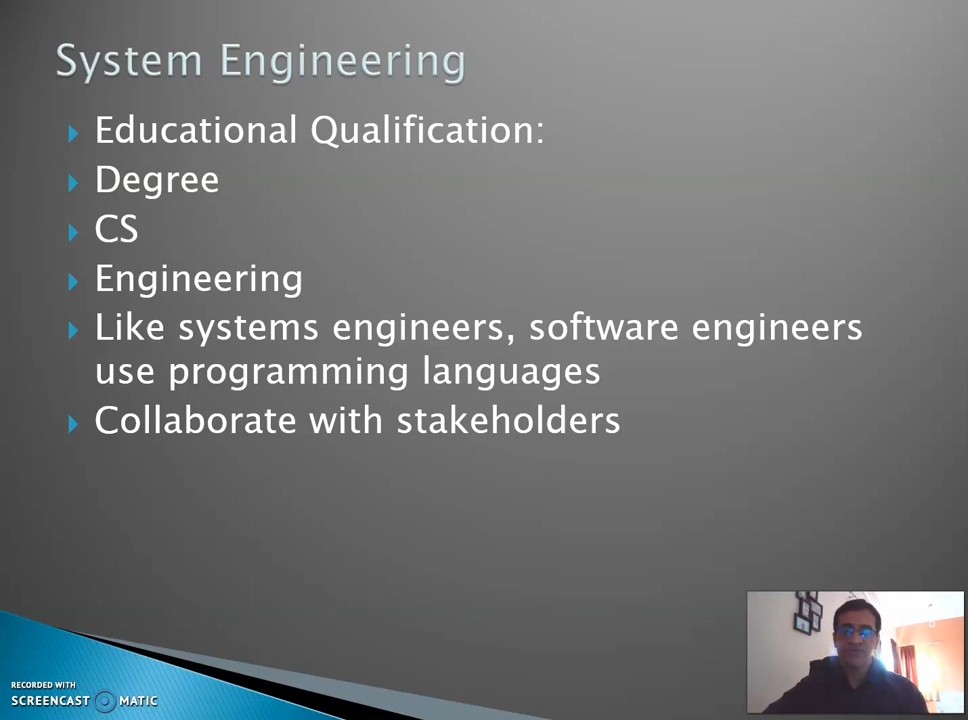 System Engineering
Educational Qualification:
Degree
CS
Engineering
Like systems engineers, software engineers
use programming languages
Collaborate with stakeholders
RECORDED WITH
SCREENCAST MATIC